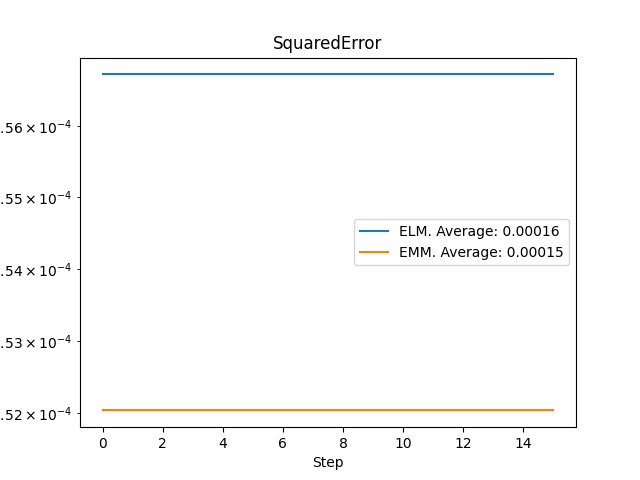 SquaredError
.56 × 10⁻⁴
.55 × 10⁻⁴
.54 × 10⁻⁴
.53 × 10⁻⁴
.52 × 10⁻⁴
ELM. Average: 0.00016
EMM. Average: 0.00015
0 2 4 6 8 10 12 14
Step